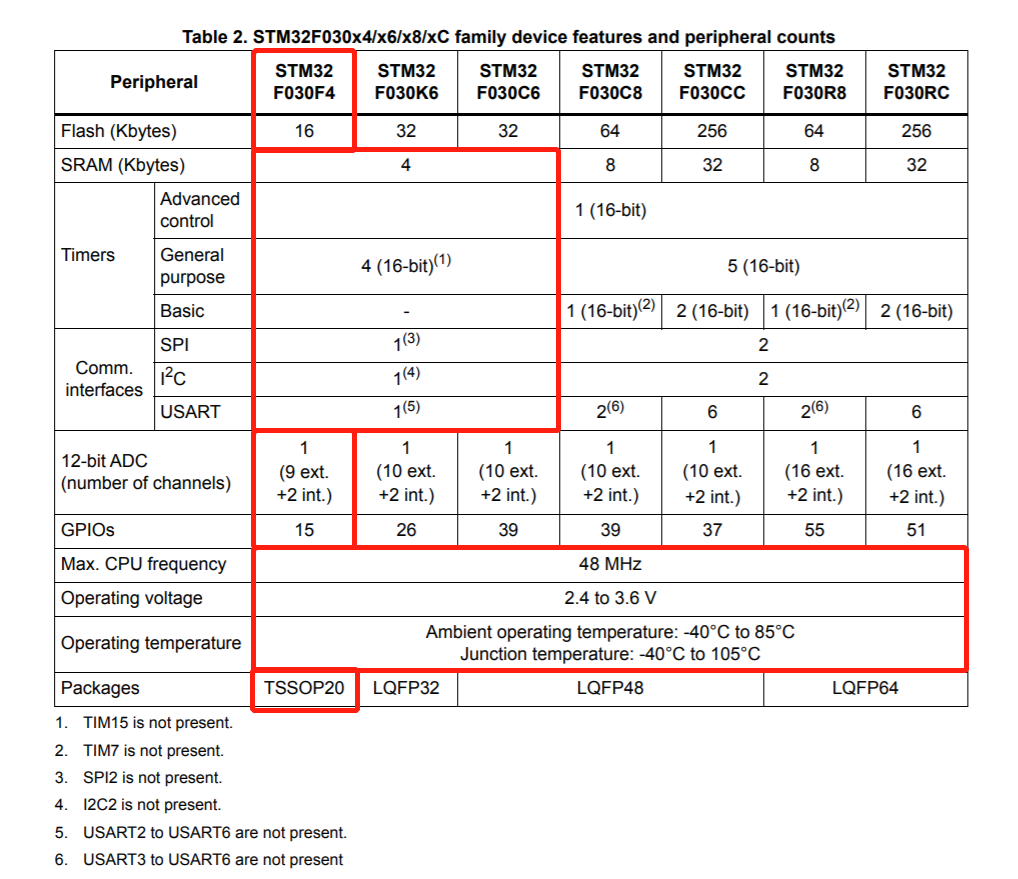 Table 2. STM32F030x4/x6/x8/xC family device features and peripheral counts
Peripheral STM32 F030F4 STM32 F030K6 STM32 F030C6 STM32 F030C8 STM32 F030CC STM32 F030R8 STM32 F030RC
Flash (Kbytes) 16 32 32 64 256 64 256
SRAM (Kbytes) 4 8 32 8 32
Timers
Advanced control 1 (16-bit)
General purpose 4 (16-bit)(1) 5 (16-bit)
Basic - 1 (16-bit)(2) 2 (16-bit) 1 (16-bit)(2) 2 (16-bit)
Comm. interfaces
SPI 1(3) 2
I2C 1(4) 2
USART 1(5) 2(6) 6 2(6) 6
12-bit ADC (number of channels) 1 (9 ext. +2 int.) 1 (10 ext. +2 int.) 1 (10 ext. +2 int.) 1 (10 ext. +2 int.) 1 (10 ext. +2 int.) 1 (16 ext. +2 int.) 1 (16 ext. +2 int.)
GPIOs 15 26 39 39 37 55 51
Max. CPU frequency 48 MHz
Operating voltage 2.4 to 3.6 V
Operating temperature Ambient operating temperature: -40°C to 85°C
Junction temperature: -40°C to 105°C
Packages TSSOP20 LQFP32 LQFP48 LQFP64
1. TIM15 is not present.
2. TIM7 is not present.
3. SPI2 is not present.
4. I2C2 is not present.
5. USART2 to USART6 are not present.
6. USART3 to USART6 are not present